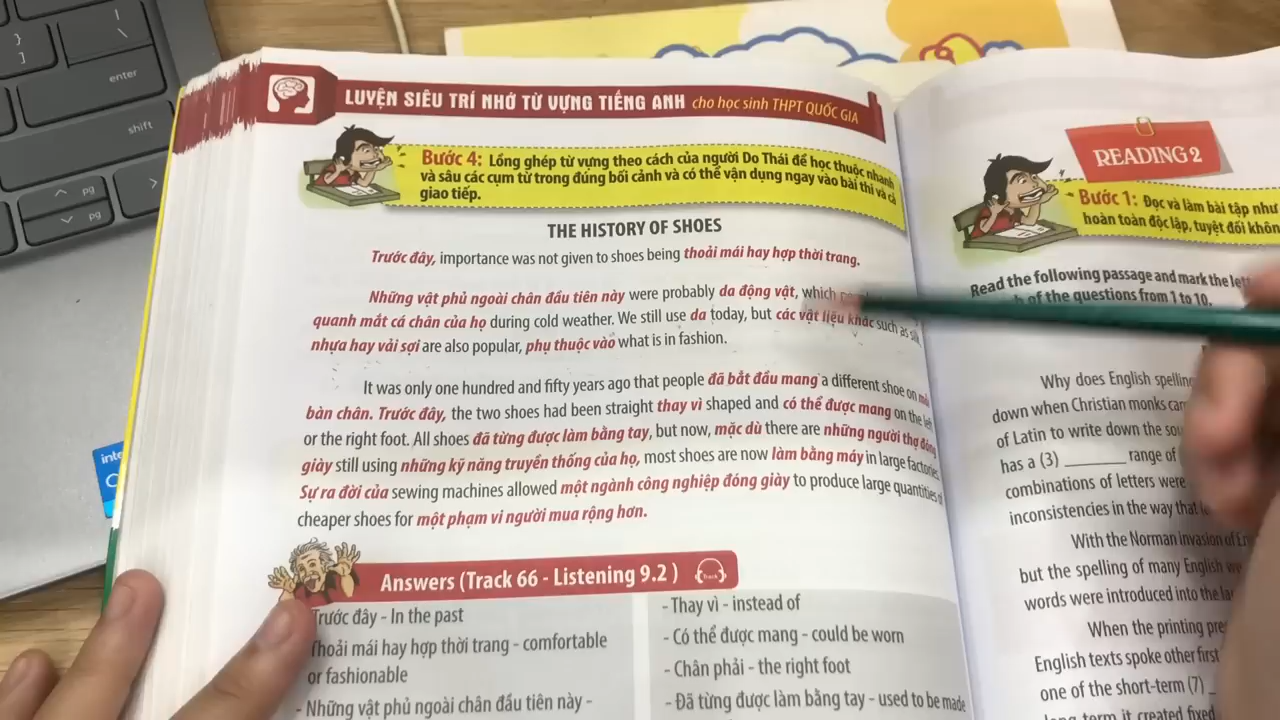 enter
shift
pg
pg
inte
LUYỆN SIÊU TRÍ NHỚ TỪ VỰNG TIẾNG ANH cho học sinh THPT QUỐC GIA
Bước 4: Lồng ghép từ vựng theo cách của người Do Thái để học thuộc nhanh
và sâu các cụm từ trong đúng bối cảnh và có thể vận dụng ngay vào bài thi và cả
giao tiếp.
THE HISTORY OF SHOES
Trước đây, importance was not given to shoes being thoải mái hay hợp thời trang.
Những vật phủ ngoài chân đầu tiên này were probably da động vật, which
quanh mắt cá chân của họ during cold weather. We still use da today, but các vật liệu khác such as
nhựa hay vải sợi are also popular, phụ thuộc vào what is in fashion.
It was only one hundred and fifty years ago that people đã bắt đầu mang a different shoe on
bàn chân. Trước đây, the two shoes had been straight thay vì shaped and có thể được mang on the left
or the right foot. All shoes đã từng được làm bằng tay, but now, mặc dù there are những người thợ đóng
giày still using những kỹ năng truyền thống của họ, most shoes are now làm bằng máy in large factories.
Sự ra đời của sewing machines allowed một ngành công nghiệp đóng giày to produce large quantities of
cheaper shoes for một phạm vi người mua rộng hơn.
Answers (Track 66 - Listening 9.2 )
Trước đây - In the past
Thoải mái hay hợp thời trang - comfortable
or fashionable
- Những vật phủ ngoài chân đầu tiên này -
- Thay vì - instead of
- Có thể được mang - could be worn
- Chân phải - the right foot
- Đã từng được làm bằng tay - used to be made
READING 2
Bước 1: Đọc và làm bài tập như
hoàn toàn độc lập, tuyệt đối khôn
Read the following passage and mark the lett
of the questions from 1 to 10.
Why does English spelling
down when Christian monks
of Latin to write down the
has a (3) ________ range of
combinations of letters were
inconsistencies in the way that
With the Norman invasion of
but the spelling of many English
words were introduced into the
When the printing
English texts spoke other first
one of the short-term (7)
term it created fixed